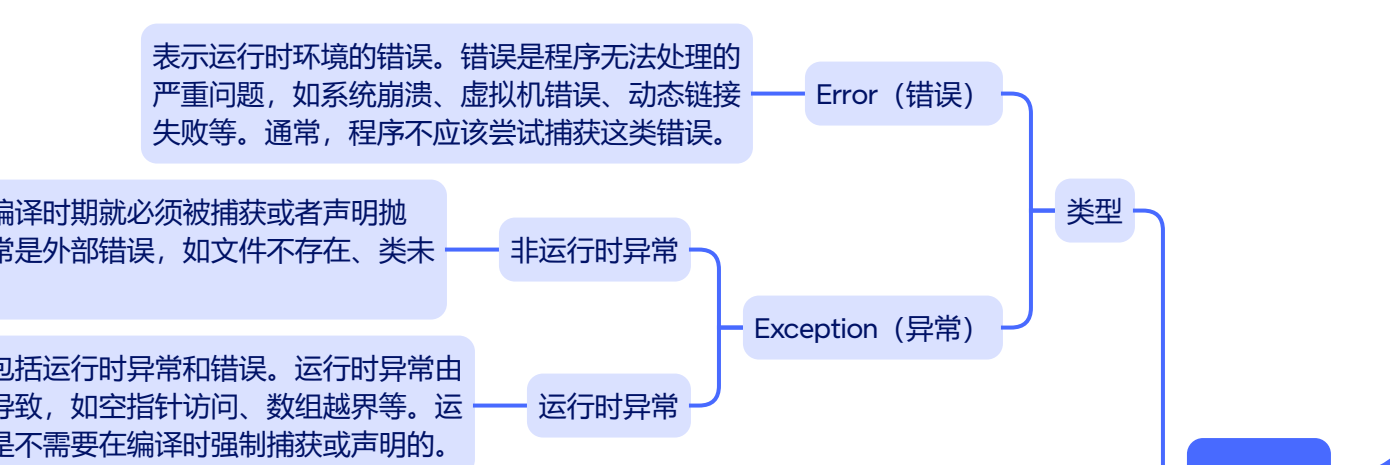 表示运行时环境的错误。错误是程序无法处理的
严重问题，如系统崩溃、虚拟机错误、动态链接
失败等。通常，程序不应该尝试捕获这类错误。
Error（错误）
类型
编译时期就必须被捕获或者声明抛
常是外部错误，如文件不存在、类未
非运行时异常
Exception（异常）
包括运行时异常和错误。运行时异常由
导致，如空指针访问、数组越界等。运
是不需要在编译时强制捕获或声明的。
运行时异常